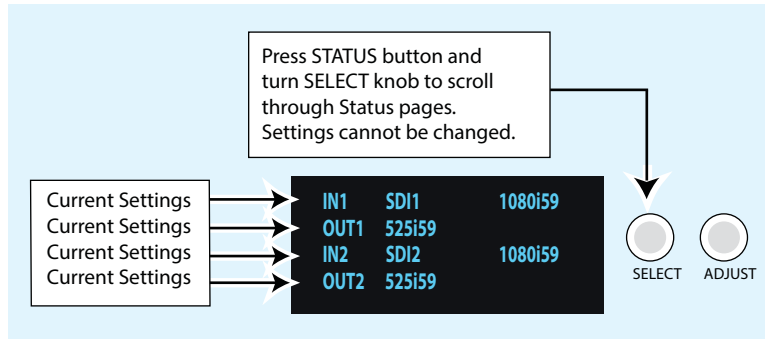 Press STATUS button and
turn SELECT knob to scroll
through Status pages.
Settings cannot be changed.
Current Settings
Current Settings
Current Settings
Current Settings
IN1 SDI1 1080i59
OUT1 525i59
IN2 SDI2 1080i59
OUT2 525i59
SELECT ADJUST